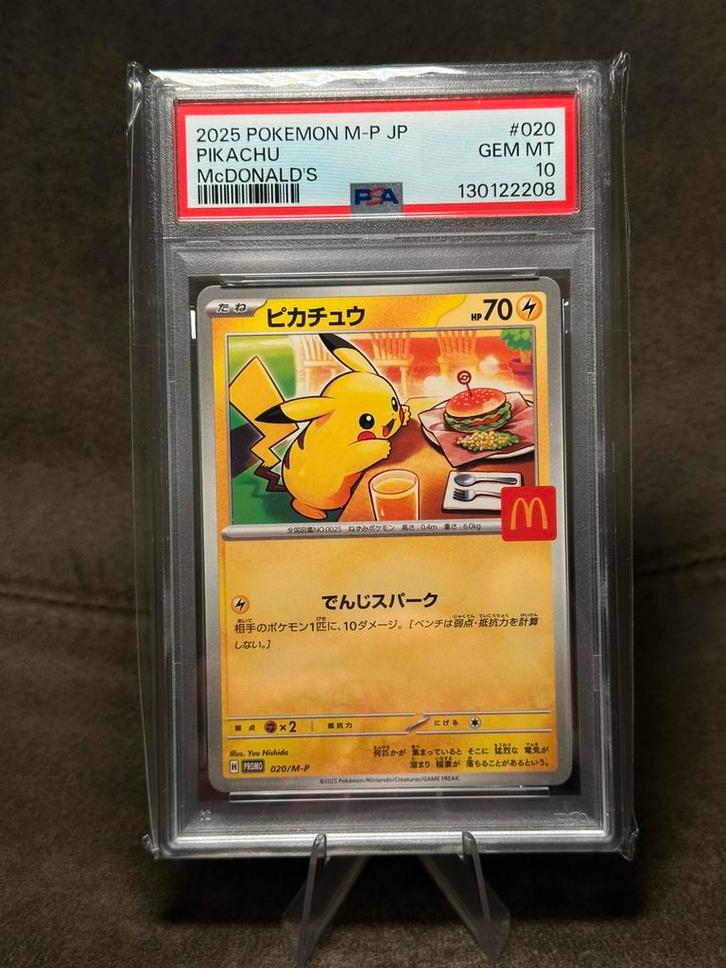 2025 POKEMON M-P JP #020
PIKACHU GEM MT
McDONALD'S 10
PSA 130122208
たね ピカチュウ HP70
全国図鑑NO.0025 ねずみポケモン 高さ:0.4m 重さ:6.0kg
でんじスパーク
相手のポケモン1匹に、10ダメージ。[ベンチは弱点・抵抗力を計算
しない。]
弱点 ×2 抵抗力 にげる
Illus. Yuu Nishida
何匹かが 集まっていると そこに 猛烈な 電気が
溜まり 稲妻が 落ちることがあるという。
H PROMO 020/M-P
©2025 Pokémon/Nintendo/Creatures/GAME FREAK.